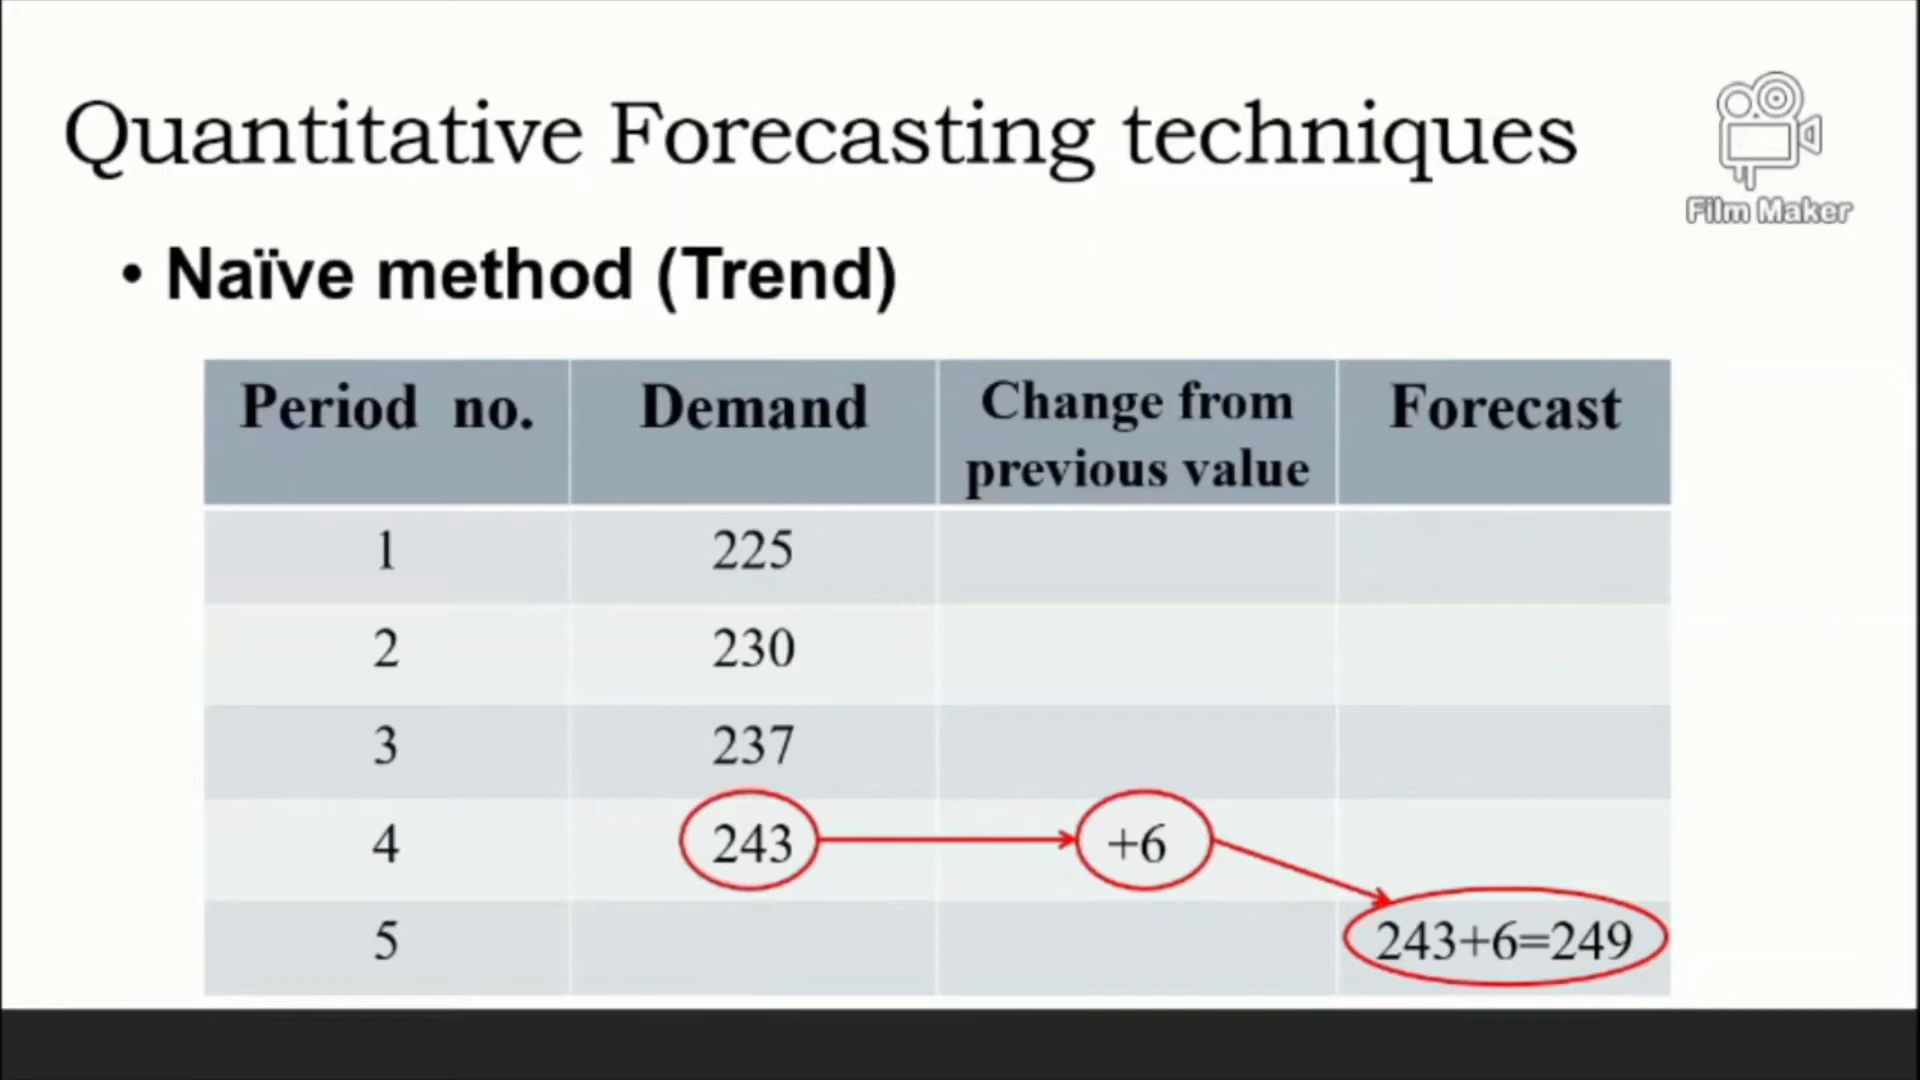 Quantitative Forecasting techniques
Film Maker
• Naïve method (Trend)
Period no. Demand Change from previous value Forecast
1 225
2 230
3 237
4 243 +6
5 243+6=249